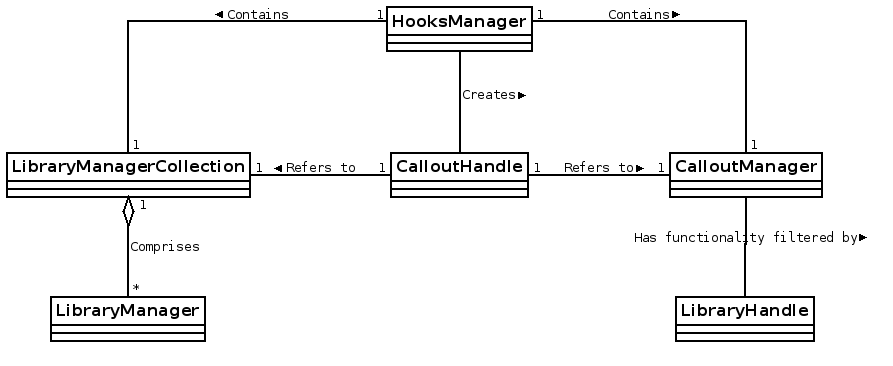 ◄ Contains 1 HooksManager 1 Contains►
Creates►
1 1
LibraryManagerCollection 1 ◄ Refers to 1 CalloutHandle 1 Refers to► 1 CalloutManager
1
Has functionality filtered by►
Comprises
*
LibraryManager LibraryHandle